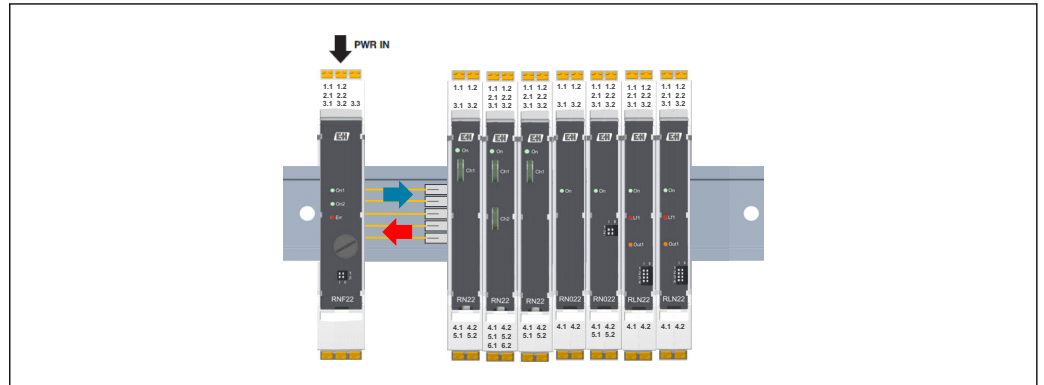 PWR IN
1.1 1.2
2.1 2.2
3.1 3.2 3.3
E+H
On1
On2
Err
1 2
RNF22
1.1 1.2
3.1 3.2
E+H
On
Ch1
RN22
4.1 4.2
5.1 5.2
1.1 1.2
2.1 2.2
3.1 3.2
E+H
On
Ch1
Ch2
RN22
4.1 4.2
5.1 5.2
6.1 6.2
1.1 1.2
2.1 2.2
3.1 3.2
E+H
On
Ch1
RN22
4.1 4.2
5.1 5.2
1.1 1.2
3.1 3.2
E+H
On
RNO22
4.1 4.2
1.1 1.2
2.1 2.2
3.1 3.2
E+H
On
RNO22
4.1 4.2
5.1 5.2
1.1 1.2
2.1 2.2
3.1 3.2
E+H
On
Lf1
Out1
RLN22
4.1 4.2
1.1 1.2
2.1 2.2
3.1 3.2
E+H
On
Lf1
Out1
RLN22
4.1 4.2